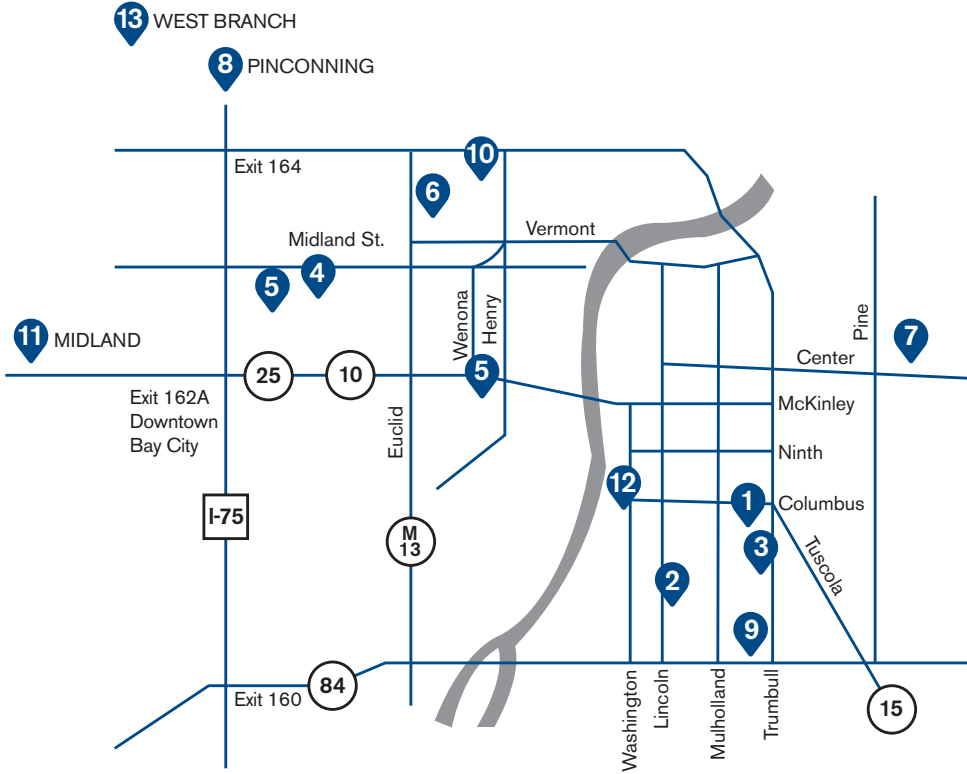 13 WEST BRANCH
8 PINCONNING
Exit 164
10
6
Vermont
Midland St.
5
4
Wenona
Henry
Pine
11 MIDLAND
7
Center
25
10
5
Exit 162A
Downtown
Bay City
Euclid
McKinley
Ninth
12
1
Columbus
I-75
M
13
3
Tuscola
2
9
84
Exit 160
Washington
Lincoln
Mulholland
Trumbull
15